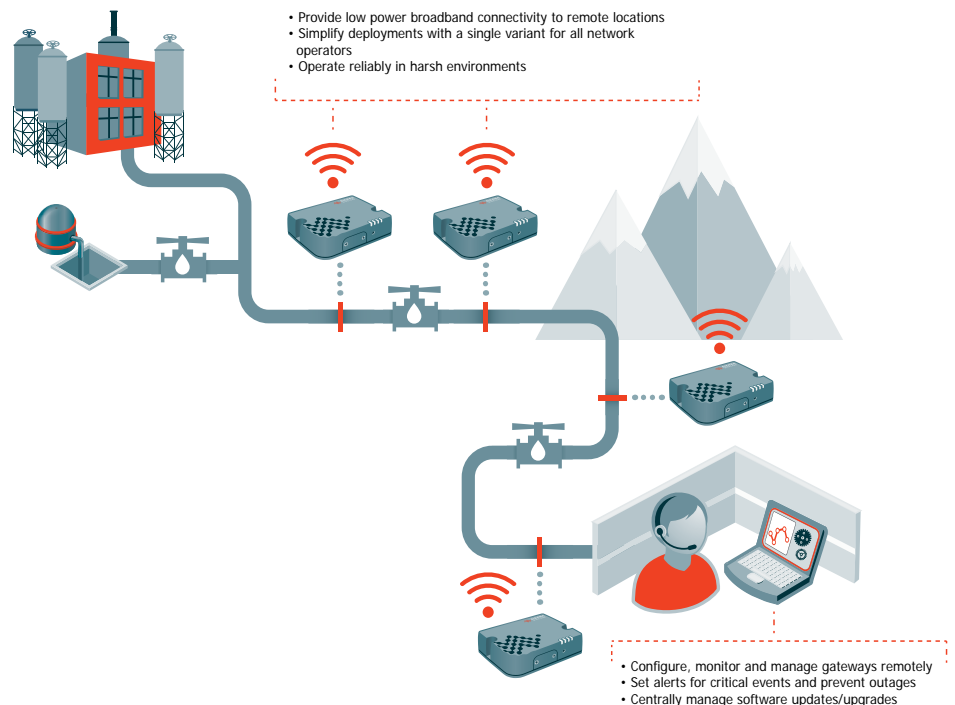 • Provide low power broadband connectivity to remote locations
• Simplify deployments with a single variant for all network
operators
• Operate reliably in harsh environments
• Configure, monitor and manage gateways remotely
• Set alerts for critical events and prevent outages
• Centrally manage software updates/upgrades